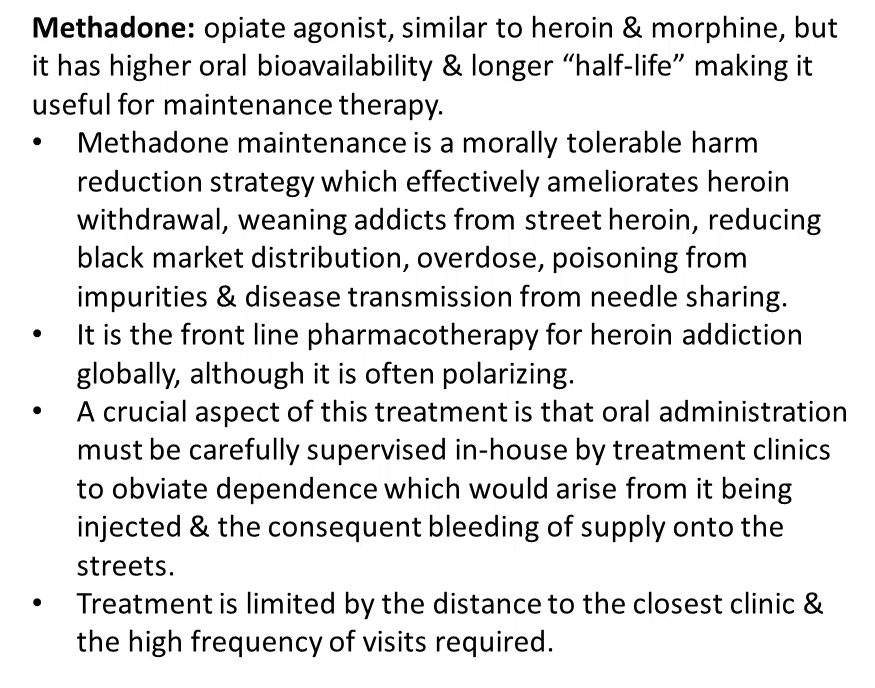 Methadone: opiate agonist, similar to heroin & morphine, but
it has higher oral bioavailability & longer “half-life” making it
useful for maintenance therapy.
• Methadone maintenance is a morally tolerable harm
reduction strategy which effectively ameliorates heroin
withdrawal, weaning addicts from street heroin, reducing
black market distribution, overdose, poisoning from
impurities & disease transmission from needle sharing.
• It is the front line pharmacotherapy for heroin addiction
globally, although it is often polarizing.
• A crucial aspect of this treatment is that oral administration
must be carefully supervised in-house by treatment clinics
to obviate dependence which would arise from it being
injected & the consequent bleeding of supply onto the
streets.
• Treatment is limited by the distance to the closest clinic &
the high frequency of visits required.